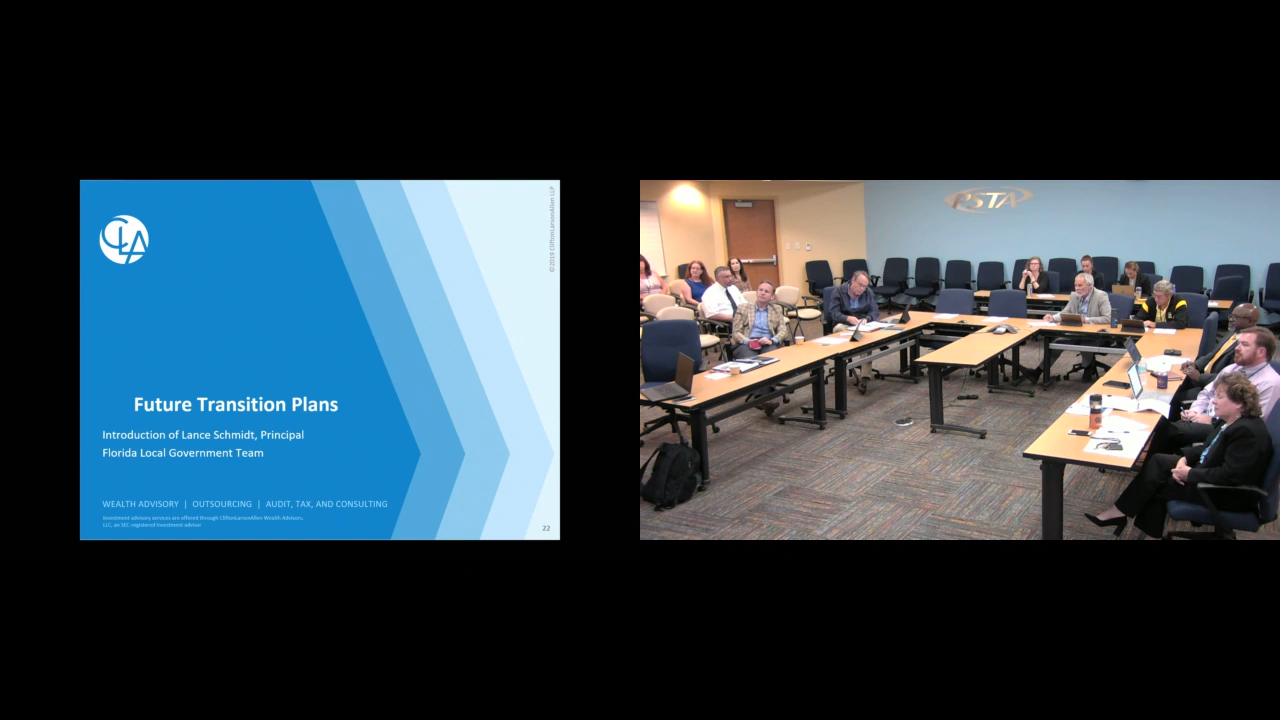 CLA
©2019 CliftonLarsonAllen LLP
Future Transition Plans
Introduction of Lance Schmidt, Principal
Florida Local Government Team
WEALTH ADVISORY | OUTSOURCING | AUDIT, TAX, AND CONSULTING
Investment advisory services are offered through CliftonLarsonAllen Wealth Advisors,
LLC, an SEC-registered investment advisor
22
PSTA